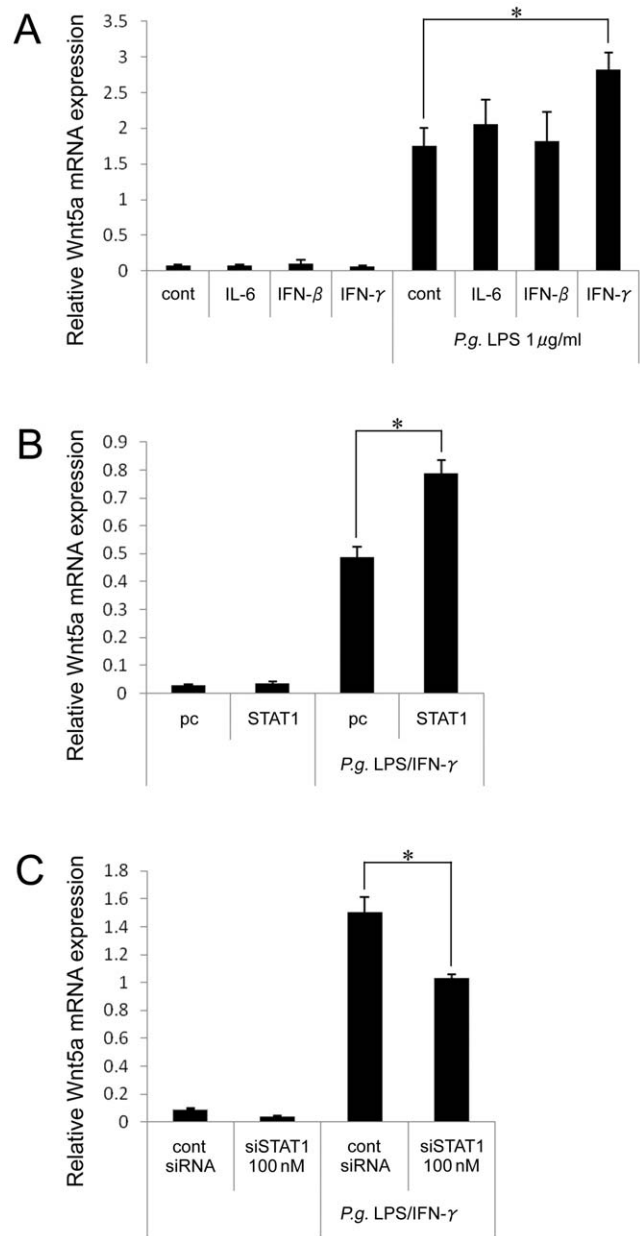 A
Relative Wnt5a mRNA expression
3.5
3
2.5
2
1.5
1
0.5
0
*
cont IL-6 IFN-β IFN-γ cont IL-6 IFN-β IFN-γ
P.g. LPS 1 μg/ml
B
Relative Wnt5a mRNA expression
0.9
0.8
0.7
0.6
0.5
0.4
0.3
0.2
0.1
0
*
pc STAT1 pc STAT1
P.g. LPS/IFN-γ
C
Relative Wnt5a mRNA expression
1.8
1.6
1.4
1.2
1
0.8
0.6
0.4
0.2
0
*
cont siSTAT1 cont siSTAT1
siRNA 100 nM siRNA 100 nM
P.g. LPS/IFN-γ